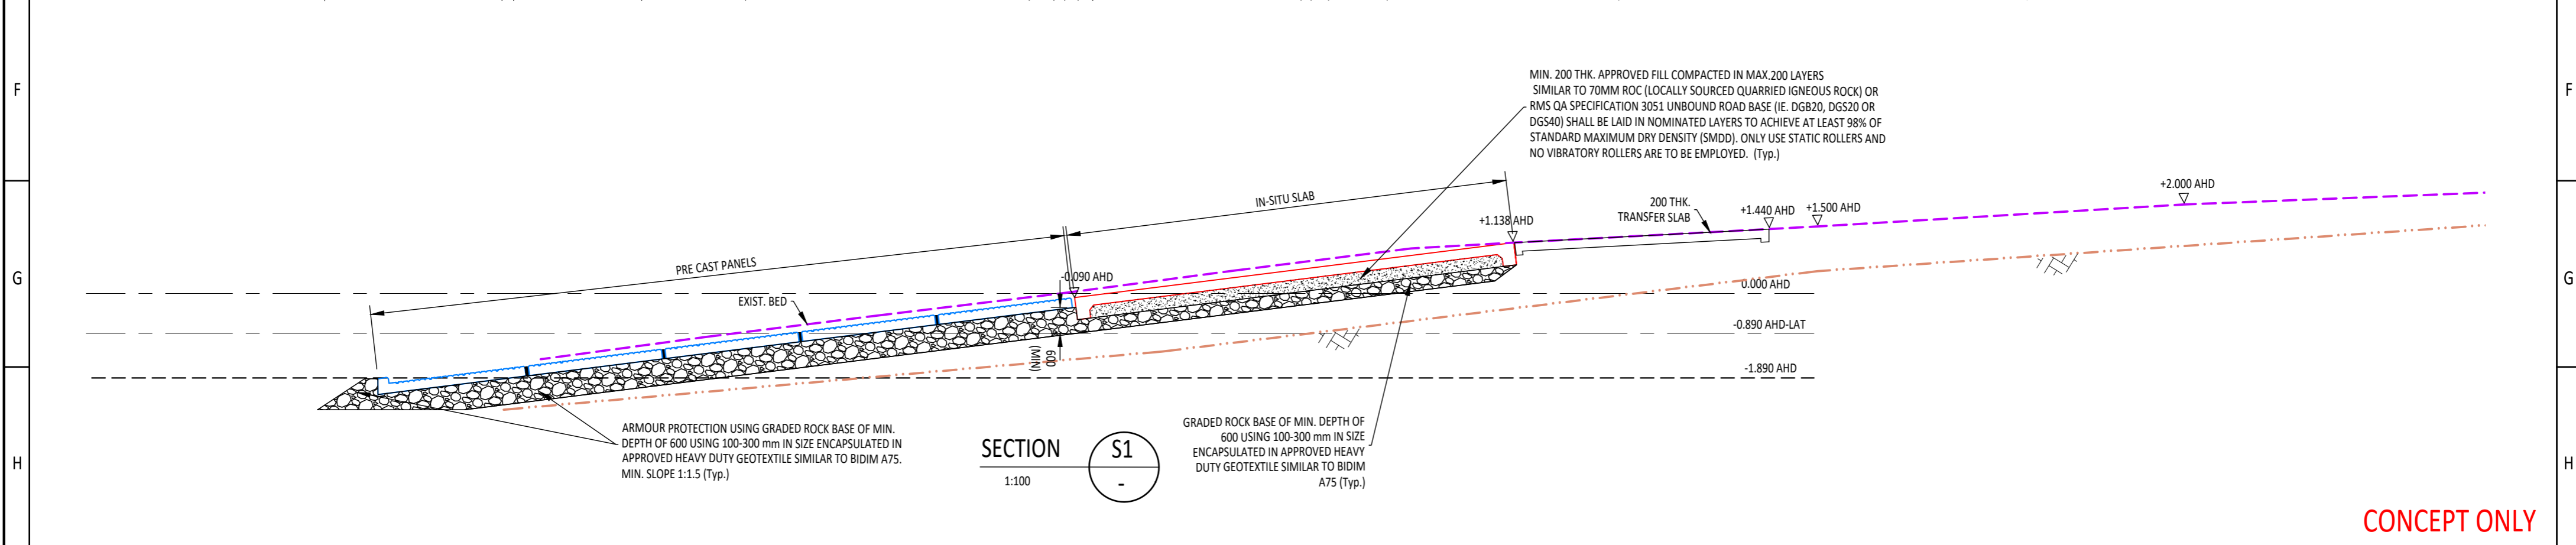 F
F
MIN. 200 THK. APPROVED FILL COMPACTED IN MAX.200 LAYERS
SIMILAR TO 70MM ROC (LOCALLY SOURCED QUARRIED IGNEOUS ROCK) OR
RMS QA SPECIFICATION 3051 UNBOUND ROAD BASE (IE. DGB20, DGS20 OR
DGS40) SHALL BE LAID IN NOMINATED LAYERS TO ACHIEVE AT LEAST 98% OF
STANDARD MAXIMUM DRY DENSITY (SMDD). ONLY USE STATIC ROLLERS AND
NO VIBRATORY ROLLERS ARE TO BE EMPLOYED. (Typ.)
IN-SITU SLAB
+2.000 AHD
200 THK.
TRANSFER SLAB
+1.138 AHD
+1.440 AHD
+1.500 AHD
PRE CAST PANELS
-0.090 AHD
G
G
EXIST. BED
0.000 AHD
-0.890 AHD-LAT
600
(MIN)
-1.890 AHD
ARMOUR PROTECTION USING GRADED ROCK BASE OF MIN.
DEPTH OF 600 USING 100-300 mm IN SIZE ENCAPSULATED IN
APPROVED HEAVY DUTY GEOTEXTILE SIMILAR TO BIDIM A75.
MIN. SLOPE 1:1.5 (Typ.)
SECTION
S1
1:100
-
GRADED ROCK BASE OF MIN. DEPTH OF
600 USING 100-300 mm IN SIZE
ENCAPSULATED IN APPROVED HEAVY
DUTY GEOTEXTILE SIMILAR TO BIDIM
A75 (Typ.)
H
H
CONCEPT ONLY